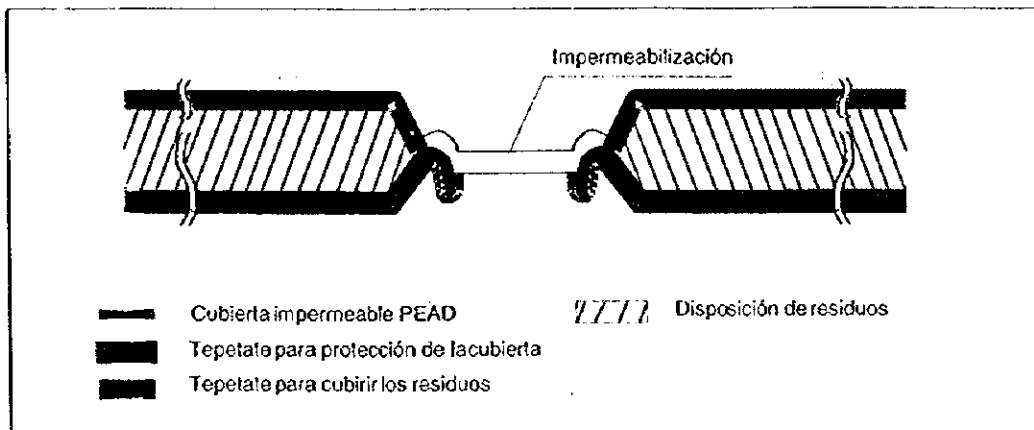 Impermeabilización
Cubierta impermeable PEAD
Disposición de residuos
Tepetate para protección de lacubierta
Tepetate para cubirir los residuos